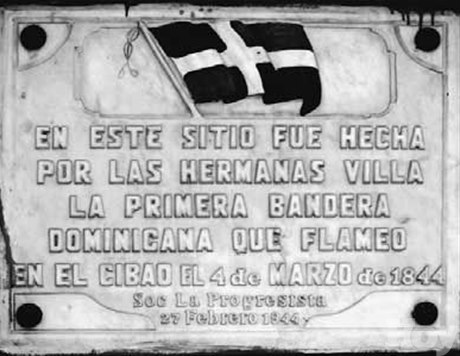 EN ESTE SITIO FUE HECHA
POR LAS HERMANAS VILLA
LA PRIMERA BANDERA
DOMINICANA QUE FLAMEO
EN EL CIBAO EL 4 de MARZO de 1844
Soc La Progresista
27 Febrero 1944